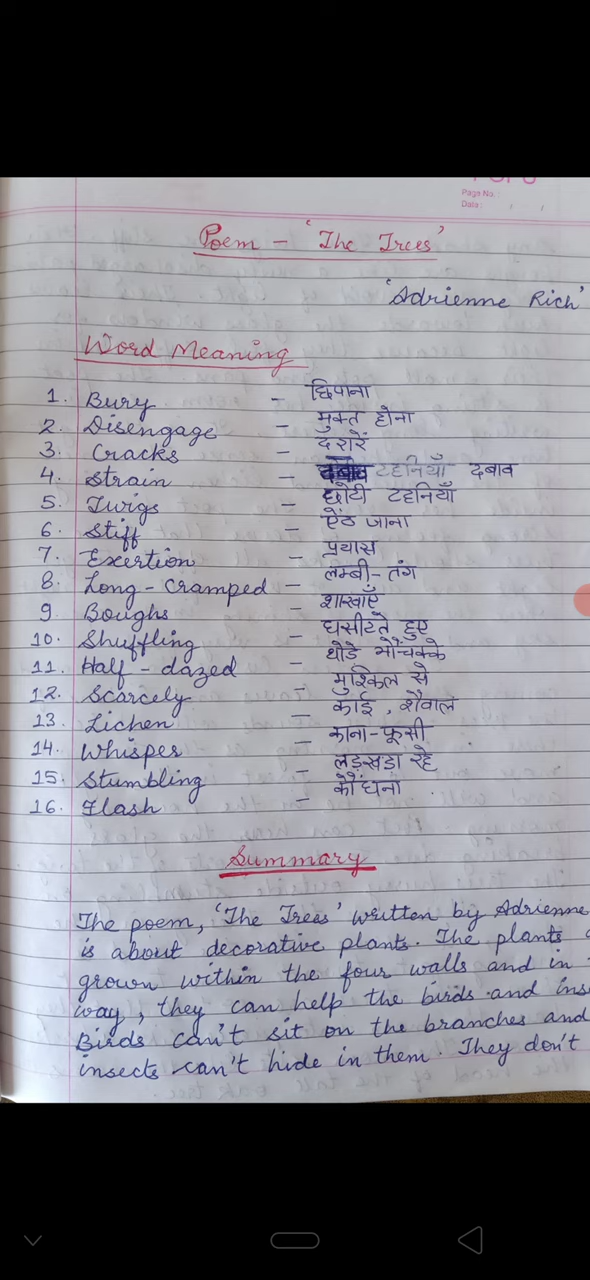 Page No.
Date:
Poem - 'The Trees'
'Adrienne Rich'
Word Meaning
1. Bury - छिपाना
2. Disengage - मुक्त होना
3. Cracks - दरारें
4. Strain - टहनियाँ दबाव
5. Twigs - छोटी टहनियाँ
6. Stiff - ऐंठ जाना
7. Exertion - प्रयास
8. Long-cramped - लम्बी-तंग
9. Boughs - शाखाएँ
10. Shuffling - घसीटते हुए
11. Half-dazed - थोडे भौंचक्के
12. Scarcely - मुश्किल से
13. Lichen - काई, शैवाल
14. Whisper - काना-फूसी
15. Stumbling - लड़खड़ा रहे
16. Flash - कौंधना
Summary
The poem, 'The Trees' written by Adrienne
is about decorative plants. The plants
grown within the four walls and in
way, they can help the birds and ins
Birds can't sit on the branches and
insects can't hide in them. They don't